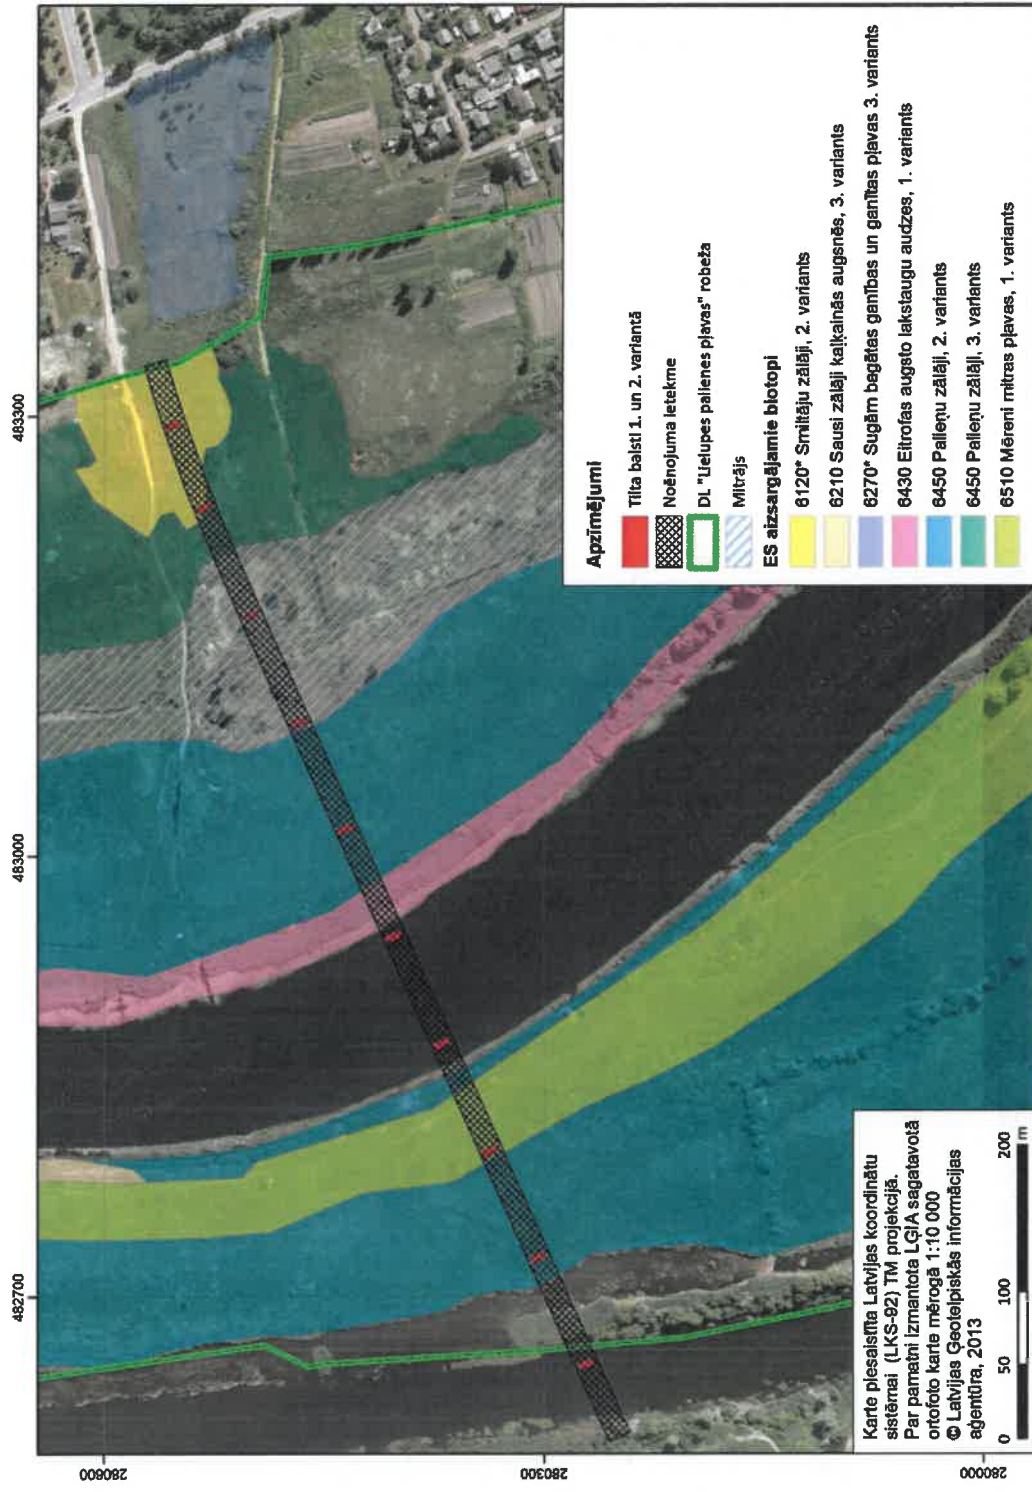 482700
483000
483300
280600
280300
280000
Apzīmējumi
Tilta balsti 1. un 2. variantā
Noēnojuma ietekme
DL "Lielupes palienes pļavas" robeža
Mitrājs
ES aizsargājamie biotopi
6120* Smiltāju zālāji, 2. variants
6210 Sausi zālāji kaļķainās augsnēs, 3. variants
6270* Sugām bagātas ganības un ganītas pļavas 3. variants
6430 Eitrofas augsto lakstaugu audzes, 1. variants
6450 Palieņu zālāji, 2. variants
6450 Palieņu zālāji, 3. variants
6510 Mēreni mitras pļavas, 1. variants
Karte piesaistīta Latvijas koordinātu
sistēmai (LKS-92) TM projekcijā.
Par pamatni izmantota LĢIA sagatavotā
ortofoto karte mērogā 1:10 000
© Latvijas Ģeotelpiskās informācijas
aģentūra, 2013
0 50 100 200
m